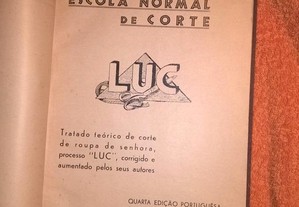 ESCOLA NORMAL
DE CORTE
LUC
Tratado teórico de corte
de roupa de senhora,
processo "LUC", corrigido e
aumentado pelos seus autores
QUARTA EDIÇÃO PORTUGUESA